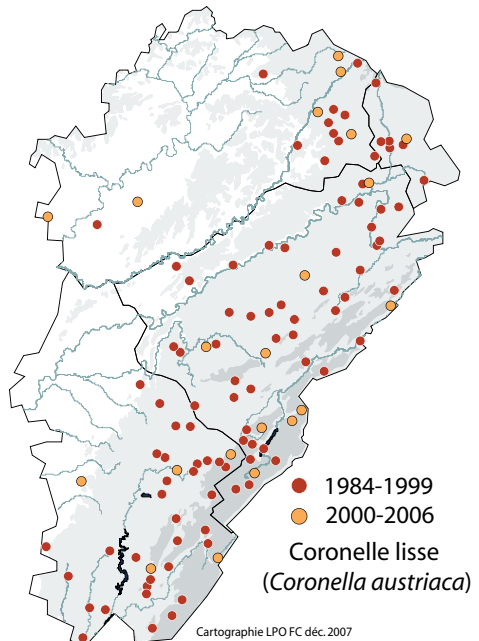 1984-1999
2000-2006
Coronelle lisse
(Coronella austriaca)
Cartographie LPO FC déc. 2007